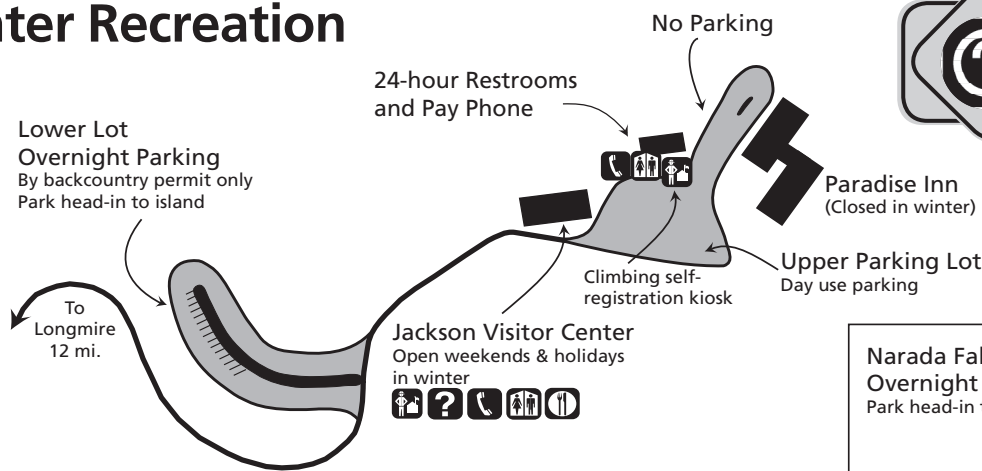 Recreation
No Parking
24-hour Restrooms
and Pay Phone
Lower Lot
Overnight Parking
By backcountry permit only
Park head-in to island
Paradise Inn
(Closed in winter)
Upper Parking Lot
Day use parking
Climbing self-
registration kiosk
To
Longmire
12 mi.
Jackson Visitor Center
Open weekends & holidays
in winter
?
Narada
Overnight
Park head-in